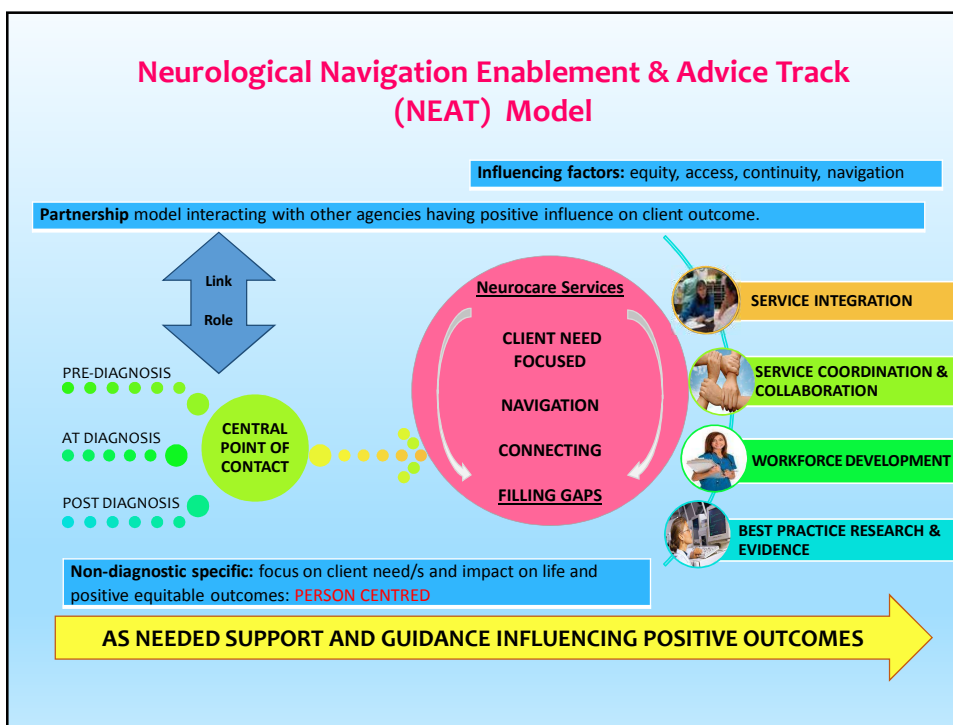 Neurological Navigation Enablement & Advice Track
(NEAT) Model
Influencing factors: equity, access, continuity, navigation
Partnership model interacting with other agencies having positive influence on client outcome.
Link
Role
PRE-DIAGNOSIS
AT DIAGNOSIS
POST DIAGNOSIS
CENTRAL
POINT OF
CONTACT
Neurocare Services
CLIENT NEED
FOCUSED
NAVIGATION
CONNECTING
FILLING GAPS
SERVICE INTEGRATION
SERVICE COORDINATION &
COLLABORATION
WORKFORCE DEVELOPMENT
BEST PRACTICE RESEARCH &
EVIDENCE
Non-diagnostic specific: focus on client need/s and impact on life and
positive equitable outcomes: PERSON CENTRED
AS NEEDED SUPPORT AND GUIDANCE INFLUENCING POSITIVE OUTCOMES